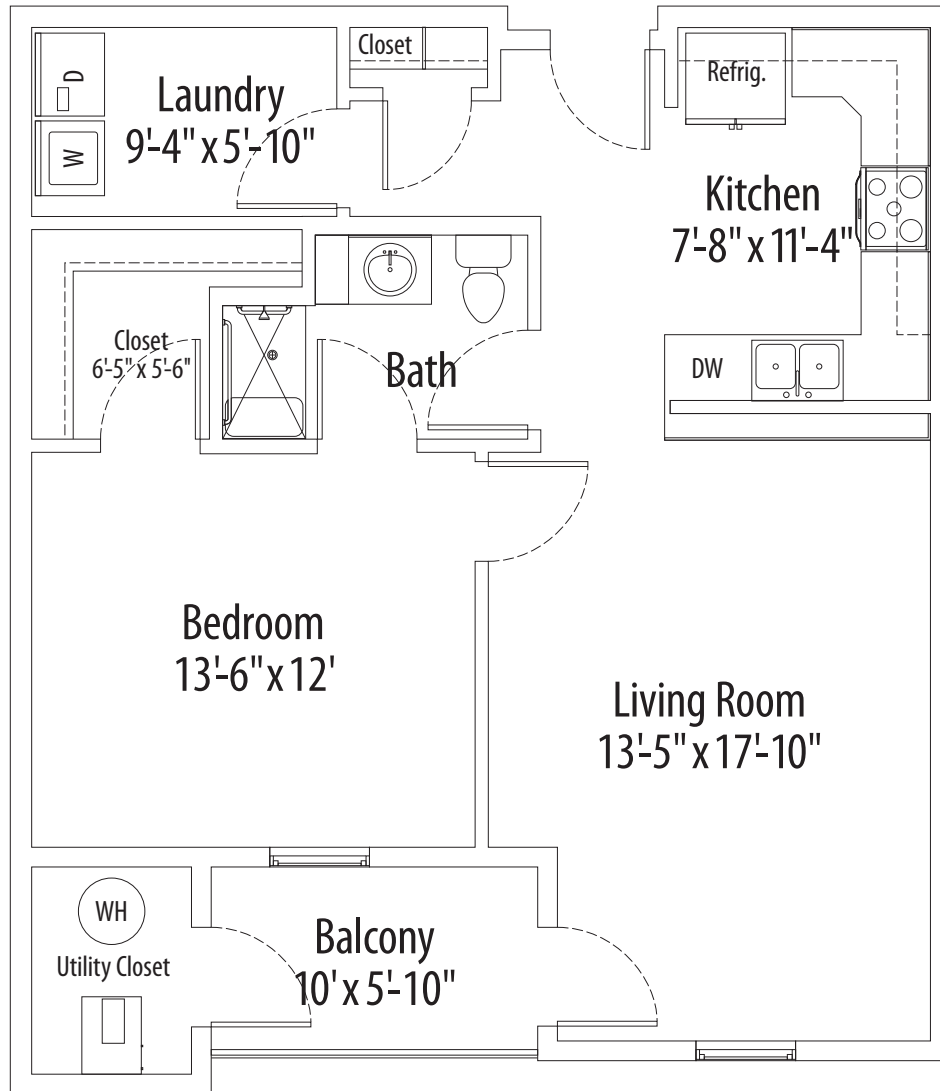 Closet
D
Laundry
9'-4" x 5'-10"
W
Refrig.
Kitchen
7'-8" x 11'-4"
Closet
6'-5" x 5'-6"
Bath
DW
Bedroom
13'-6" x 12'
Living Room
13'-5" x 17'-10"
WH
Utility Closet
Balcony
10' x 5'-10"